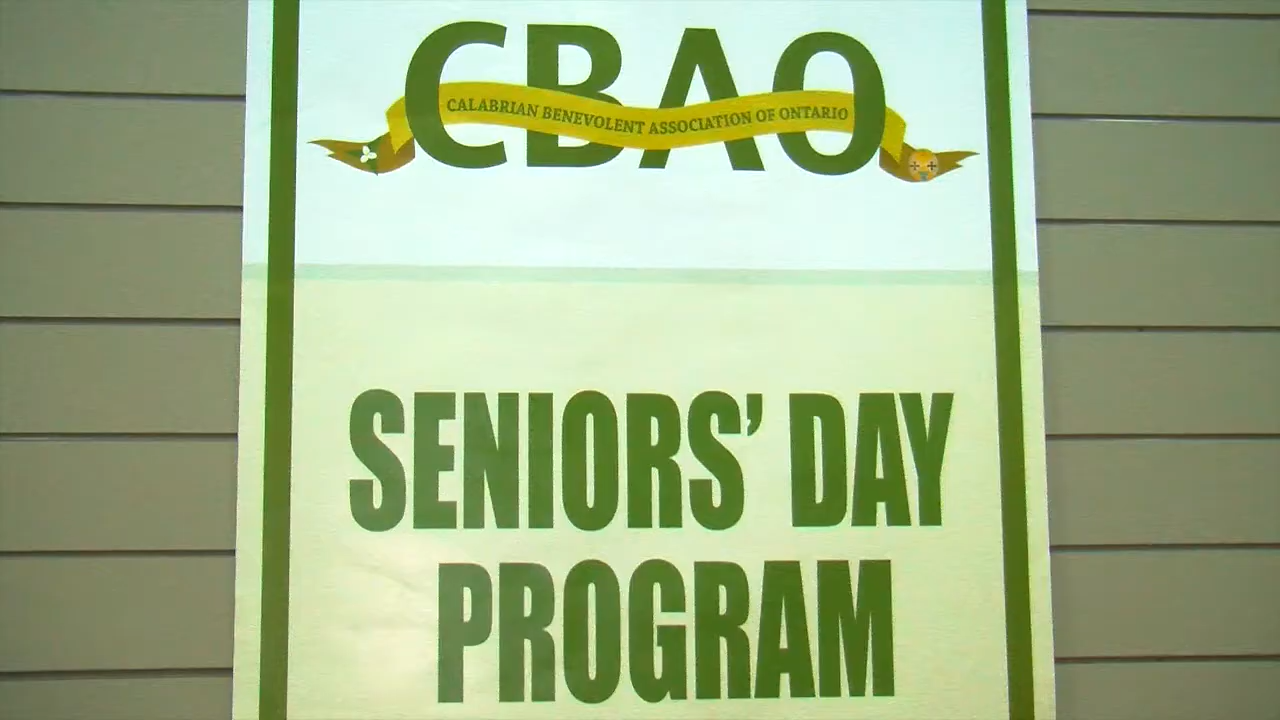 CBAO
CALABRIAN BENEVOLENT ASSOCIATION OF ONTARIO
SENIORS' DAY
PROGRAM